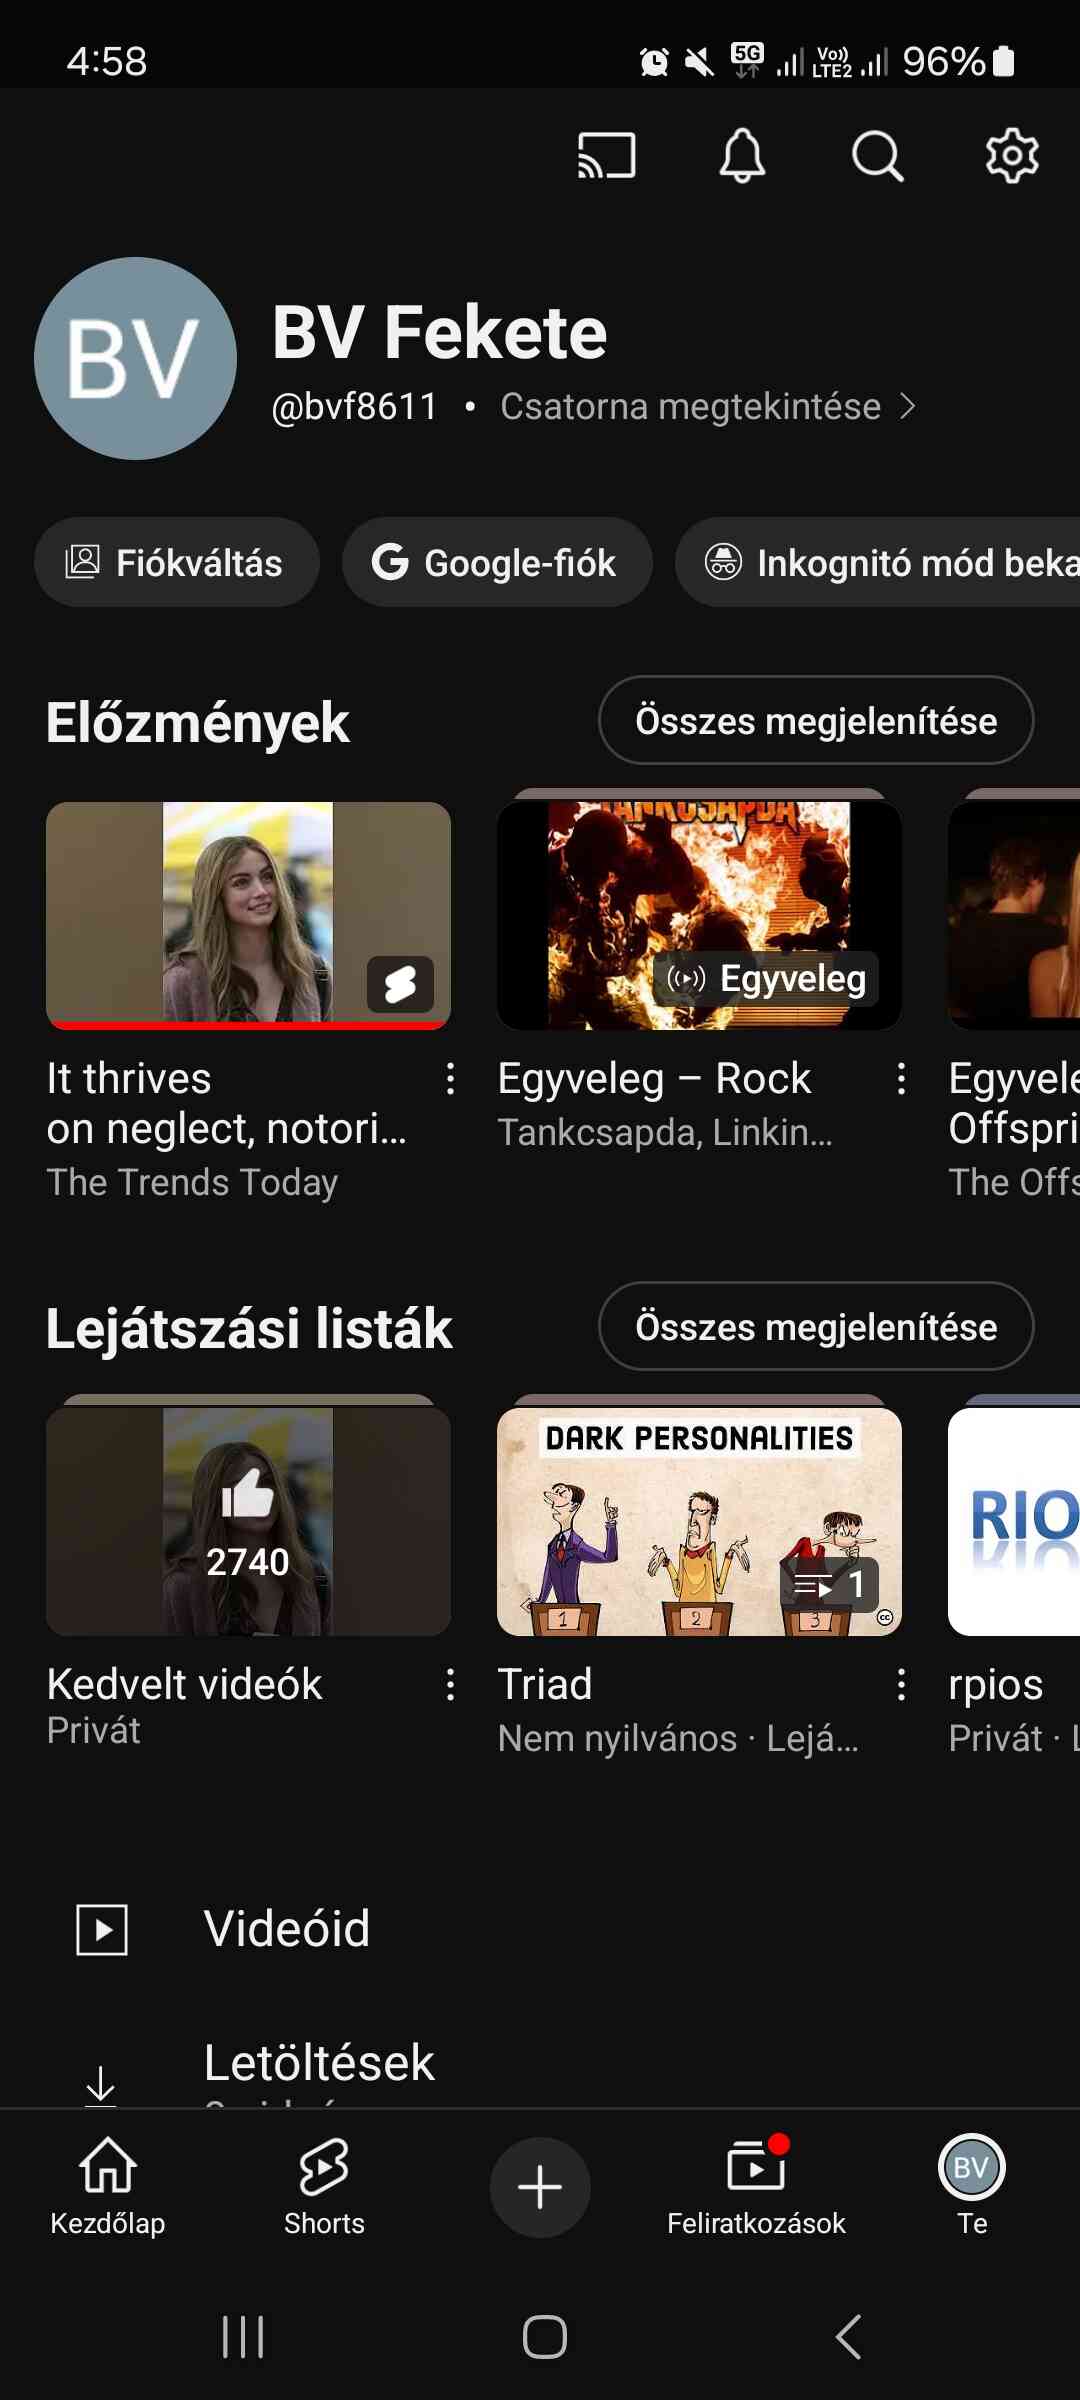 4:58
5G
Vo))
LTE2
96%
BV
BV Fekete
@bvf8611 • Csatorna megtekintése
Fiókváltás
Google-fiók
Inkognitó mód beka
Előzmények
Összes megjelenítése
TANKCSAPDA
Egyveleg
It thrives
on neglect, notori...
The Trends Today
Egyveleg – Rock
Tankcsapda, Linkin...
Egyvele
Offspri
The Offs
Lejátszási listák
Összes megjelenítése
2740
DARK PERSONALITIES
1
2
3
1
cc
RIO
Kedvelt videók
Privát
Triad
Nem nyilvános · Lejá...
rpios
Privát · L
Videóid
Letöltések
Kezdőlap
Shorts
Feliratkozások
BV
Te